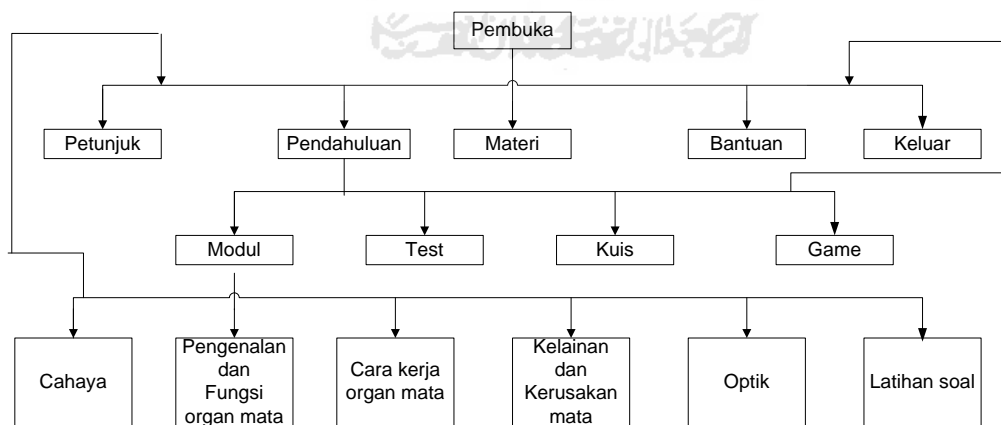 Pembuka
Petunjuk
Pendahuluan
Materi
Bantuan
Keluar
Modul
Test
Kuis
Game
Cahaya
Pengenalan
dan
Fungsi
organ mata
Cara kerja
organ mata
Kelainan
dan
Kerusakan
mata
Optik
Latihan soal